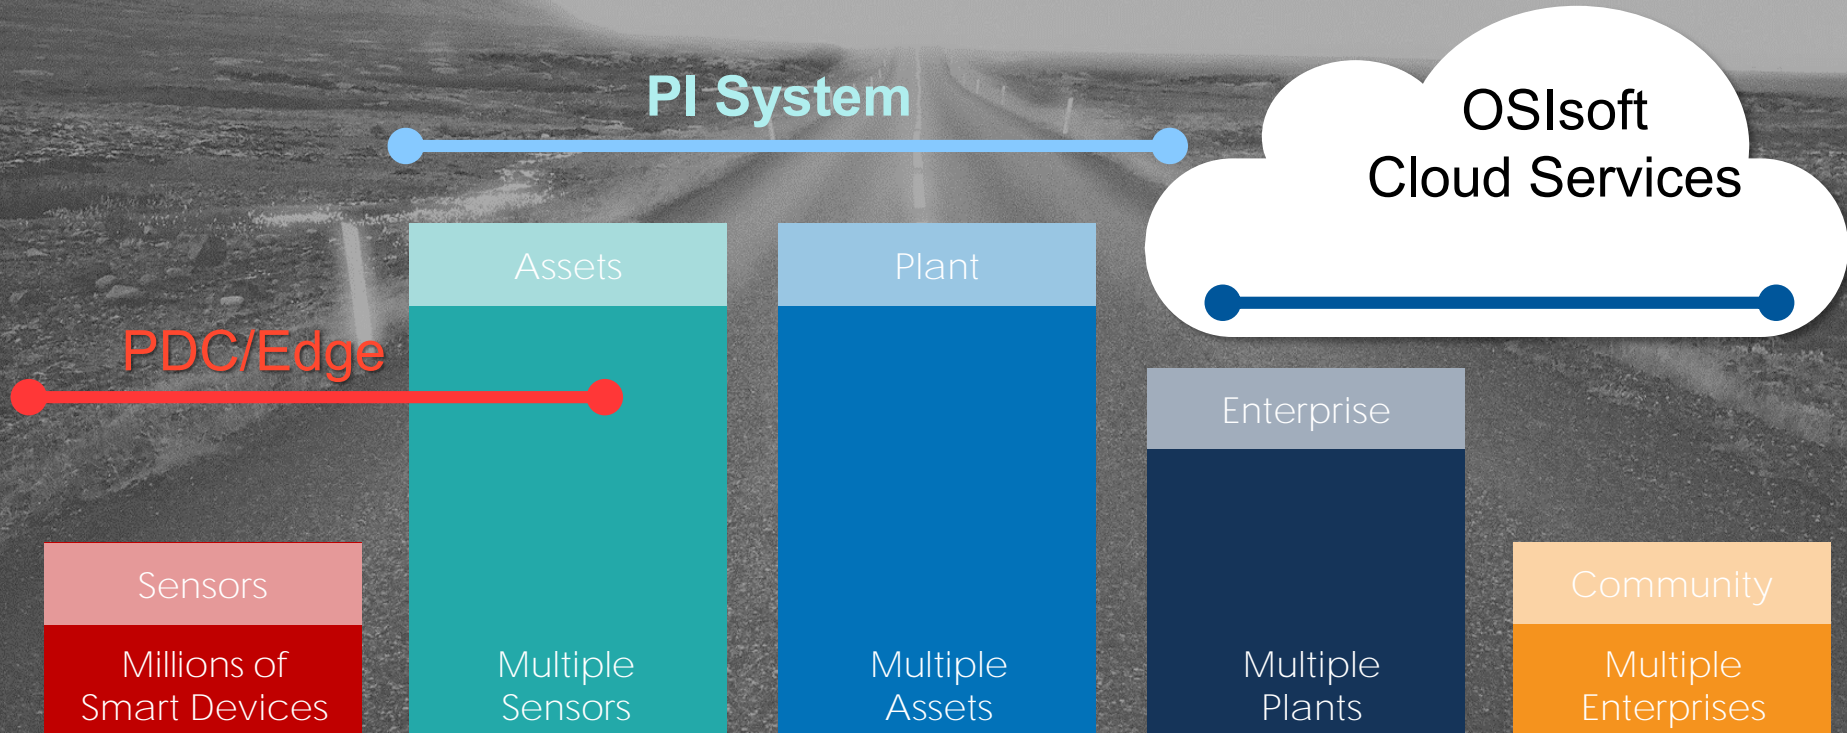 PI System
OSIsoft
Cloud Services
Assets
Plant
PDC/Edge
Enterprise
Sensors
Community
Millions of
Smart Devices
Multiple
Sensors
Multiple
Assets
Multiple
Plants
Multiple
Enterprises